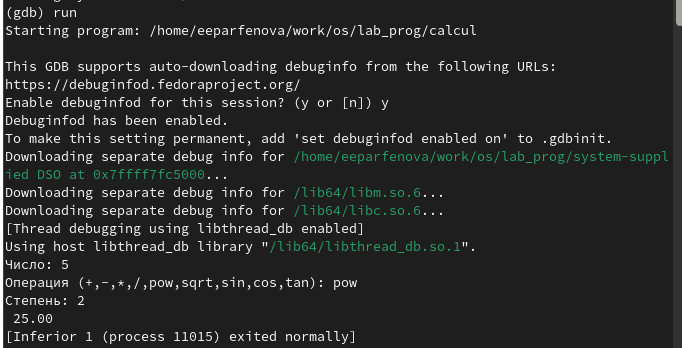 (gdb) run
Starting program: /home/eeparfenova/work/os/lab_prog/calcul

This GDB supports auto-downloading debuginfo from the following URLs:
https://debuginfod.fedoraproject.org/
Enable debuginfod for this session? (y or [n]) y
Debuginfod has been enabled.
To make this setting permanent, add 'set debuginfod enabled on' to .gdbinit.
Downloading separate debug info for /home/eeparfenova/work/os/lab_prog/system-suppl
ied DSO at 0x7ffff7fc5000...
Downloading separate debug info for /lib64/libm.so.6...
Downloading separate debug info for /lib64/libc.so.6...
[Thread debugging using libthread_db enabled]
Using host libthread_db library "/lib64/libthread_db.so.1".
Число: 5
Операция (+,-,*,/,pow,sqrt,sin,cos,tan): pow
Степень: 2
 25.00
[Inferior 1 (process 11015) exited normally]